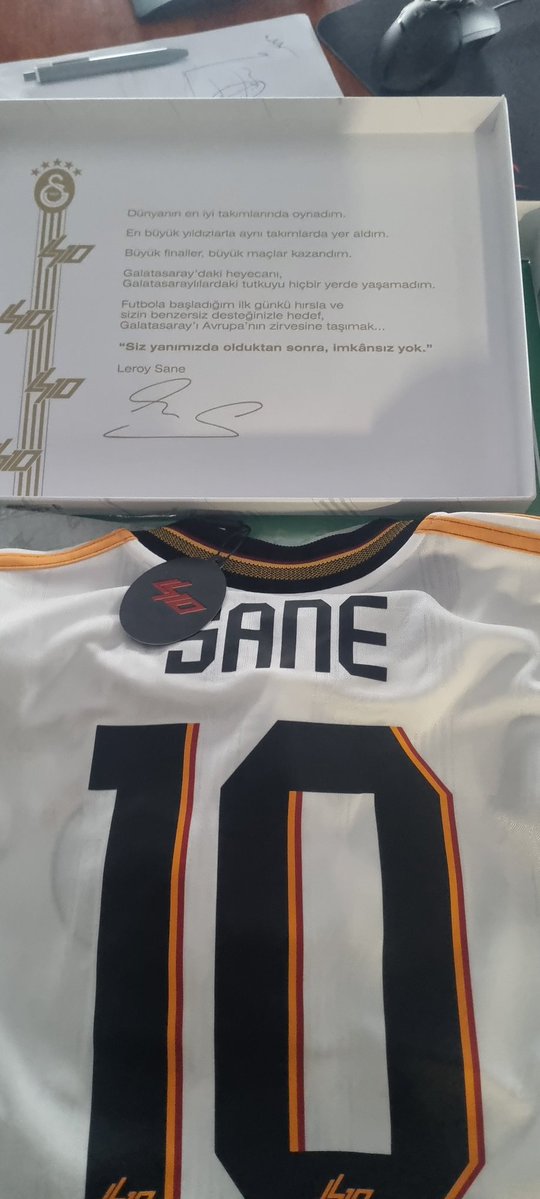 Dünyanın en iyi takımlarında oynadım.
En büyük yıldızlarla aynı takımlarda yer aldım.
Büyük finaller, büyük maçlar kazandım.
Galatasaray'daki heyecanı,
Galatasaraylılardaki tutkuyu hiçbir yerde yaşamadım.
Futbola başladığım ilk günkü hırsla ve
sizin benzersiz desteğinizle hedef,
Galatasaray'ı Avrupa'nın zirvesine taşımak...
"Siz yanımızda olduktan sonra, imkânsız yok."
Leroy Sane
SANE
10